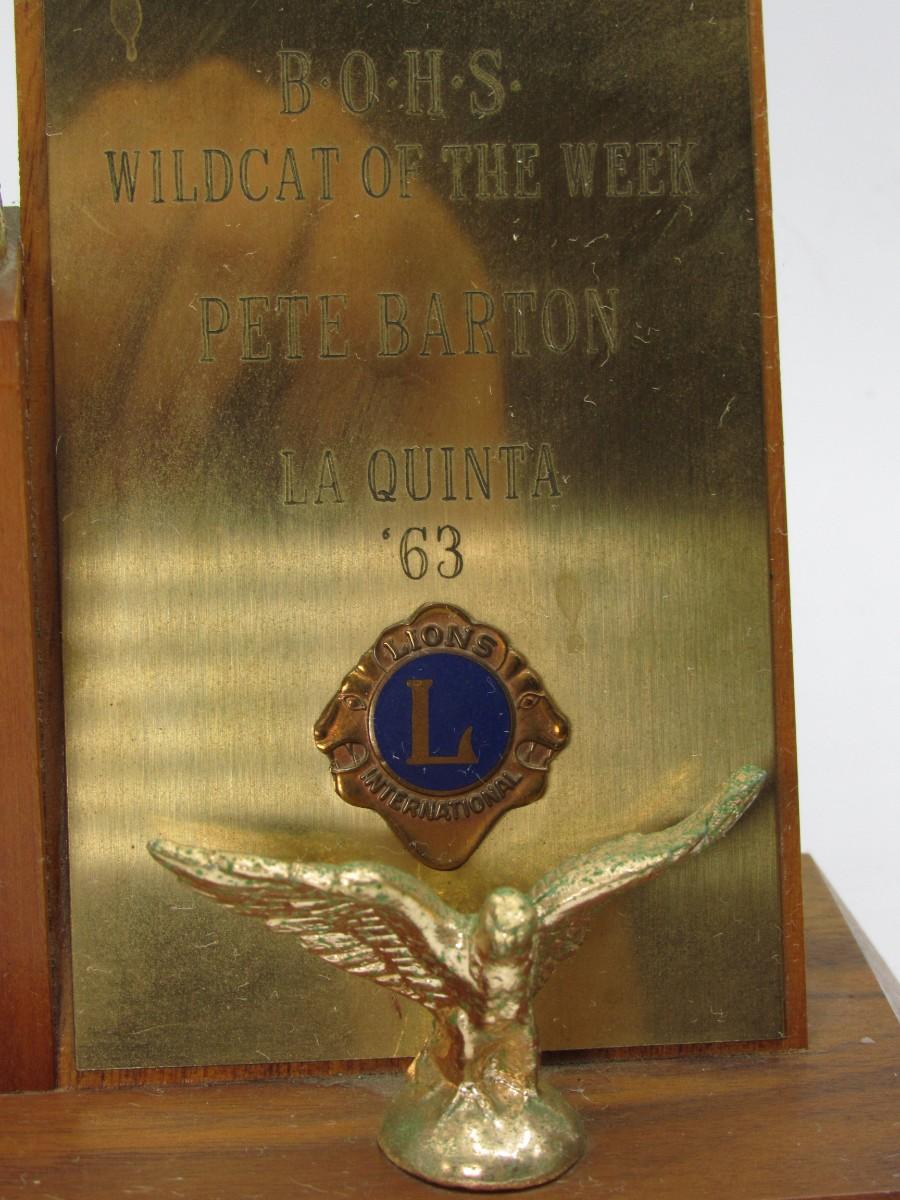 B·O·H·S·
WILDCAT OF THE WEEK
PETE BARTON
LA QUINTA
'63
LIONS
L
INTERNATIONAL